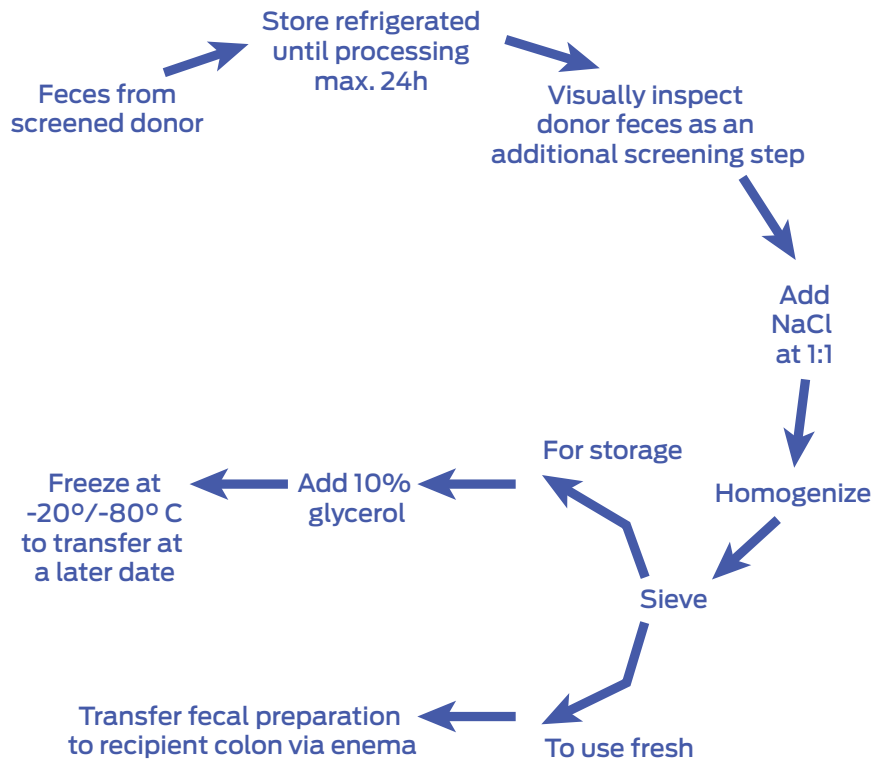 Feces from
screened donor
Store refrigerated
until processing
max. 24h
Visually inspect
donor feces as an
additional screening step
Add
NaCl
at 1:1
Homogenize
Sieve
For storage
Add 10%
glycerol
Freeze at
-20º/-80º C
to transfer at
a later date
To use fresh
Transfer fecal preparation
to recipient colon via enema